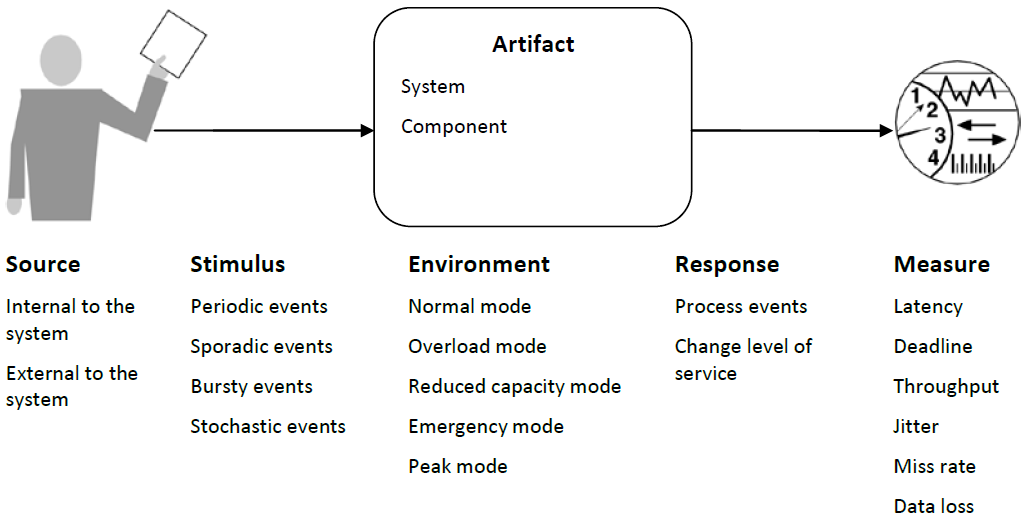 Artifact
System
Component
1
2
3
4
Source
Internal to the
system
External to the
system
Stimulus
Periodic events
Sporadic events
Bursty events
Stochastic events
Environment
Normal mode
Overload mode
Reduced capacity mode
Emergency mode
Peak mode
Response
Process events
Change level of
service
Measure
Latency
Deadline
Throughput
Jitter
Miss rate
Data loss